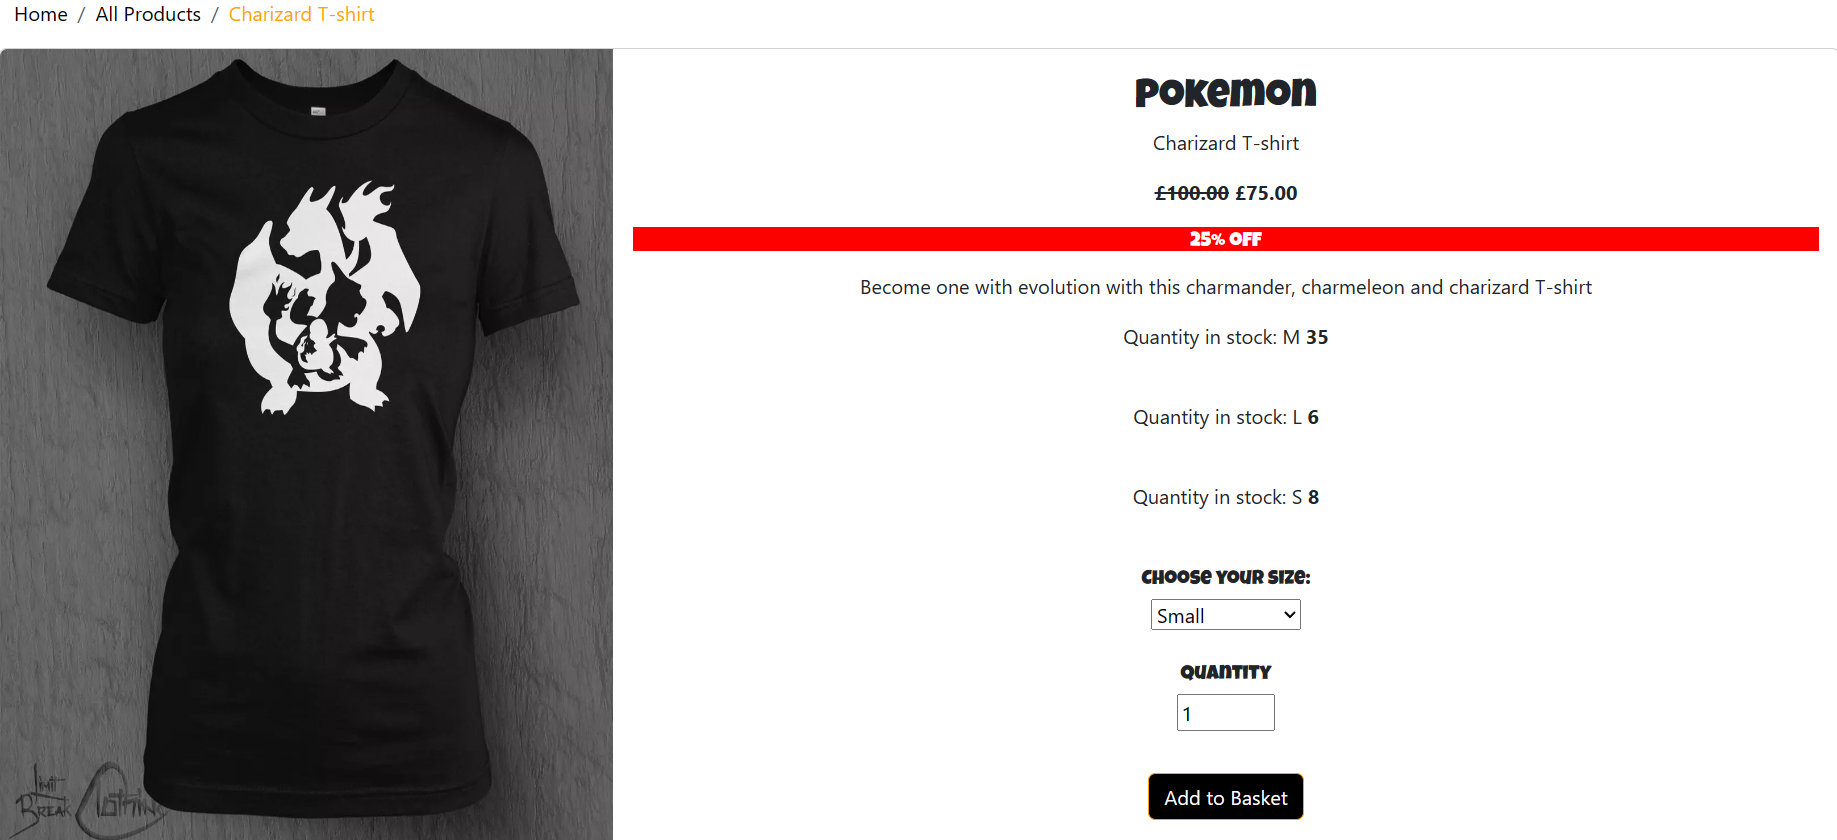 Home / All Products / Charizard T-shirt
Pokemon
Charizard T-shirt
£100.00 £75.00
25% OFF
Become one with evolution with this charmander, charmeleon and charizard T-shirt
Quantity in stock: M 35
Quantity in stock: L 6
Quantity in stock: S 8
Choose your size:
Small
Quantity
1
Add to Basket
Limit
Break Clothing